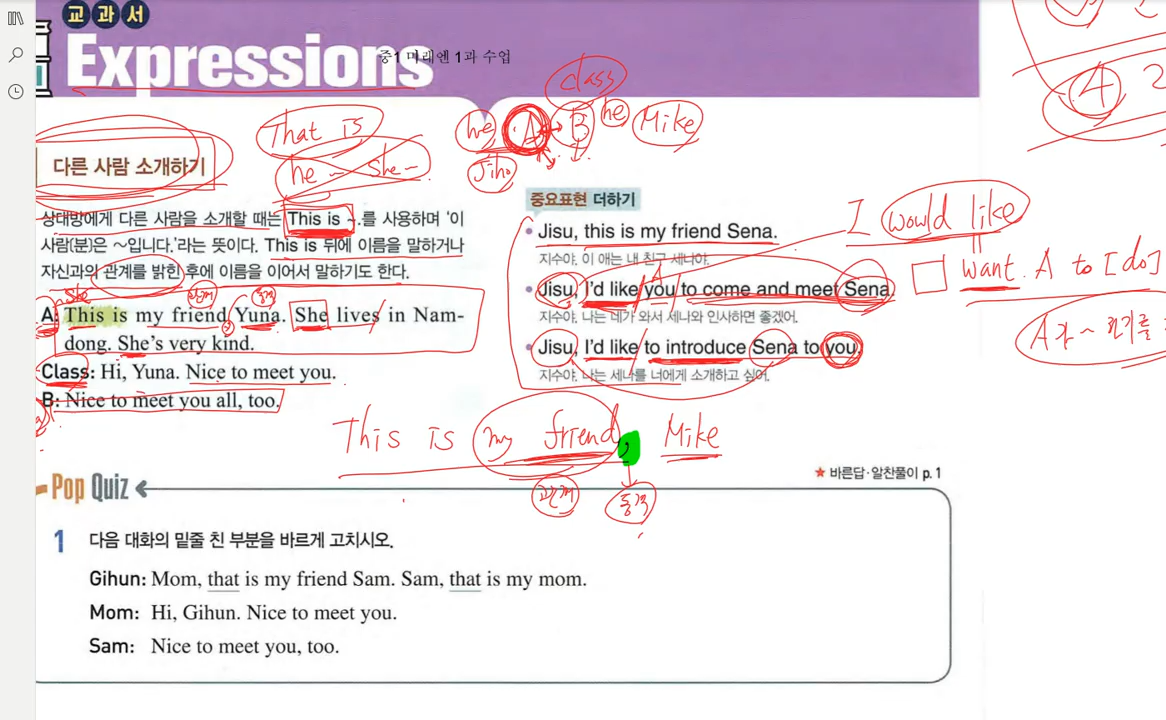 교과서
Expressions
중1 미래엔 1과 수업
class
That is
he A B he Mike
he ~ she ~
Jiho
④ 2
다른 사람 소개하기
상대방에게 다른 사람을 소개할 때는 This is ~.를 사용하며 '이
사람(분)은 ~입니다.'라는 뜻이다. This is 뒤에 이름을 말하거나
자신과의 관계를 밝힌 후에 이름을 이어서 말하기도 한다.
she 관계 동격
A: This is my friend, Yuna. She lives in Nam-
dong. She's very kind.
Class: Hi, Yuna. Nice to meet you.
B: Nice to meet you all, too.
중요표현 더하기
Jisu, this is my friend Sena.
지수야, 이 애는 내 친구 세나야.
A
Jisu, I'd like you to come and meet Sena.
지수야, 나는 네가 와서 세나와 인사하면 좋겠어.
Jisu, I'd like to introduce Sena to you.
지수야, 나는 세나를 너에게 소개하고 싶어.
I would like
want A to [do]
A가 ~ 하기를
This is my friend, Mike
관계 동격
Pop Quiz
★ 바른답·알찬풀이 p. 1
1 다음 대화의 밑줄 친 부분을 바르게 고치시오.
Gihun: Mom, that is my friend Sam. Sam, that is my mom.
Mom: Hi, Gihun. Nice to meet you.
Sam: Nice to meet you, too.